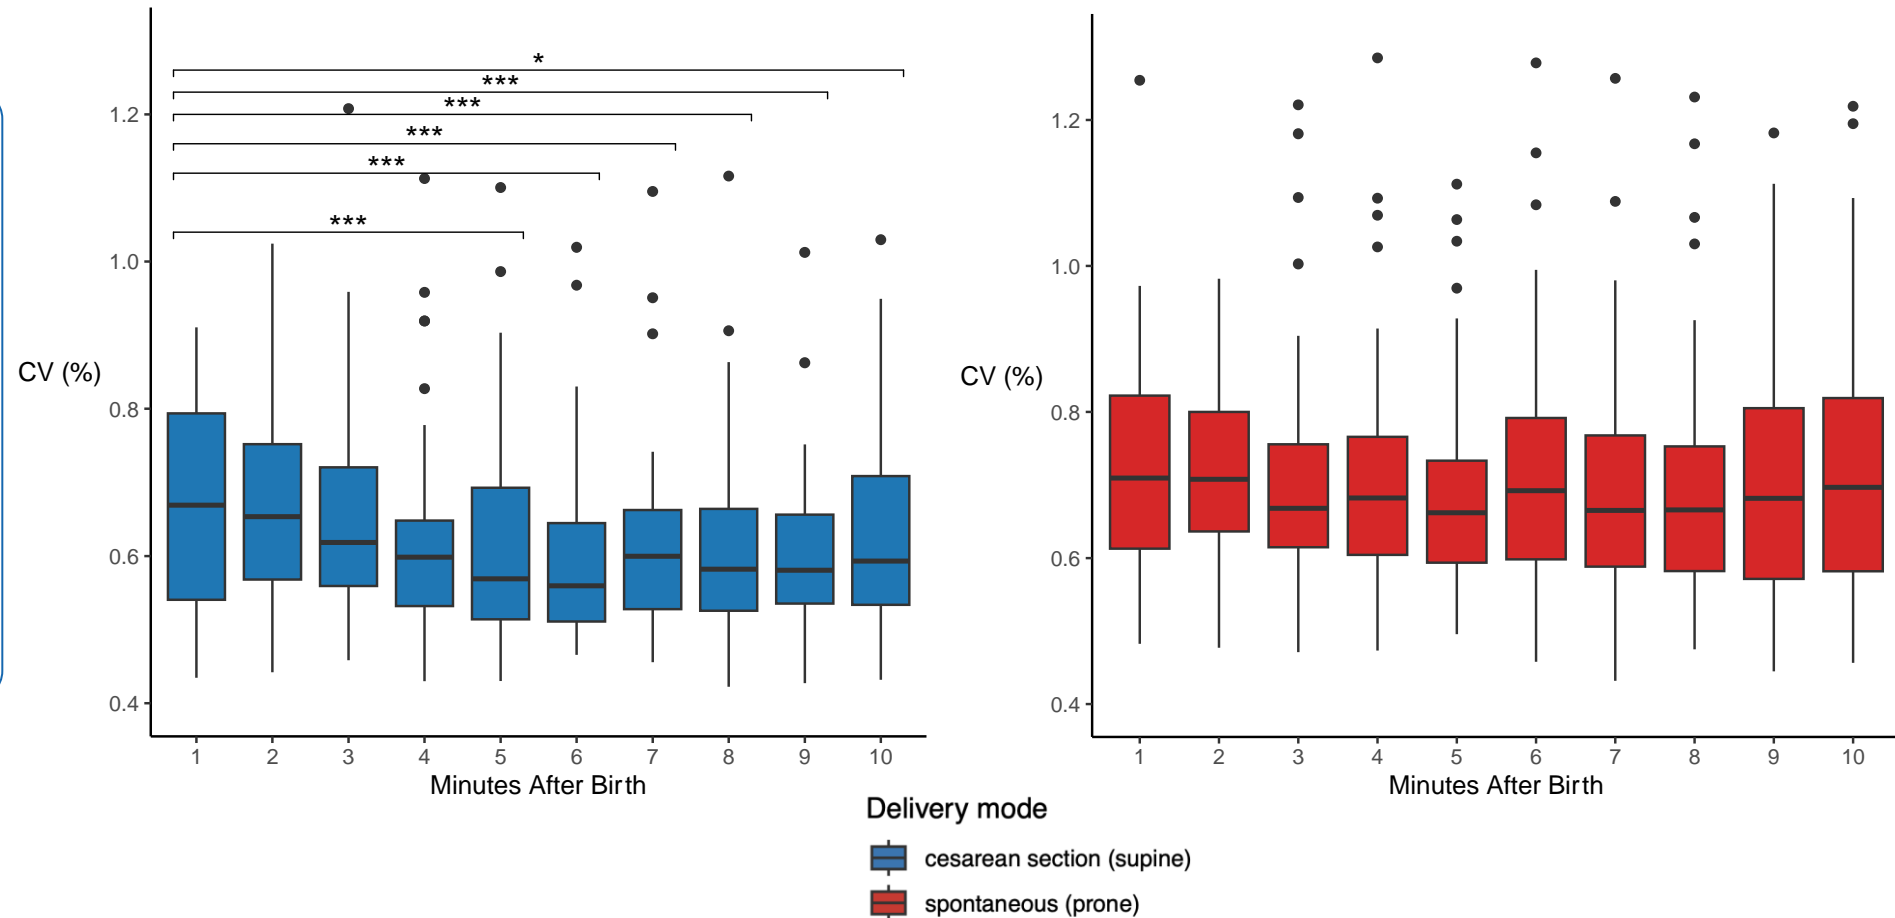 *
***
***
***
***
***
1.2
1.0
0.8
0.6
0.4
CV (%)
1 2 3 4 5 6 7 8 9 10
Minutes After Birth
1.2
1.0
0.8
0.6
0.4
CV (%)
1 2 3 4 5 6 7 8 9 10
Minutes After Birth
Delivery mode
cesarean section (supine)
spontaneous (prone)